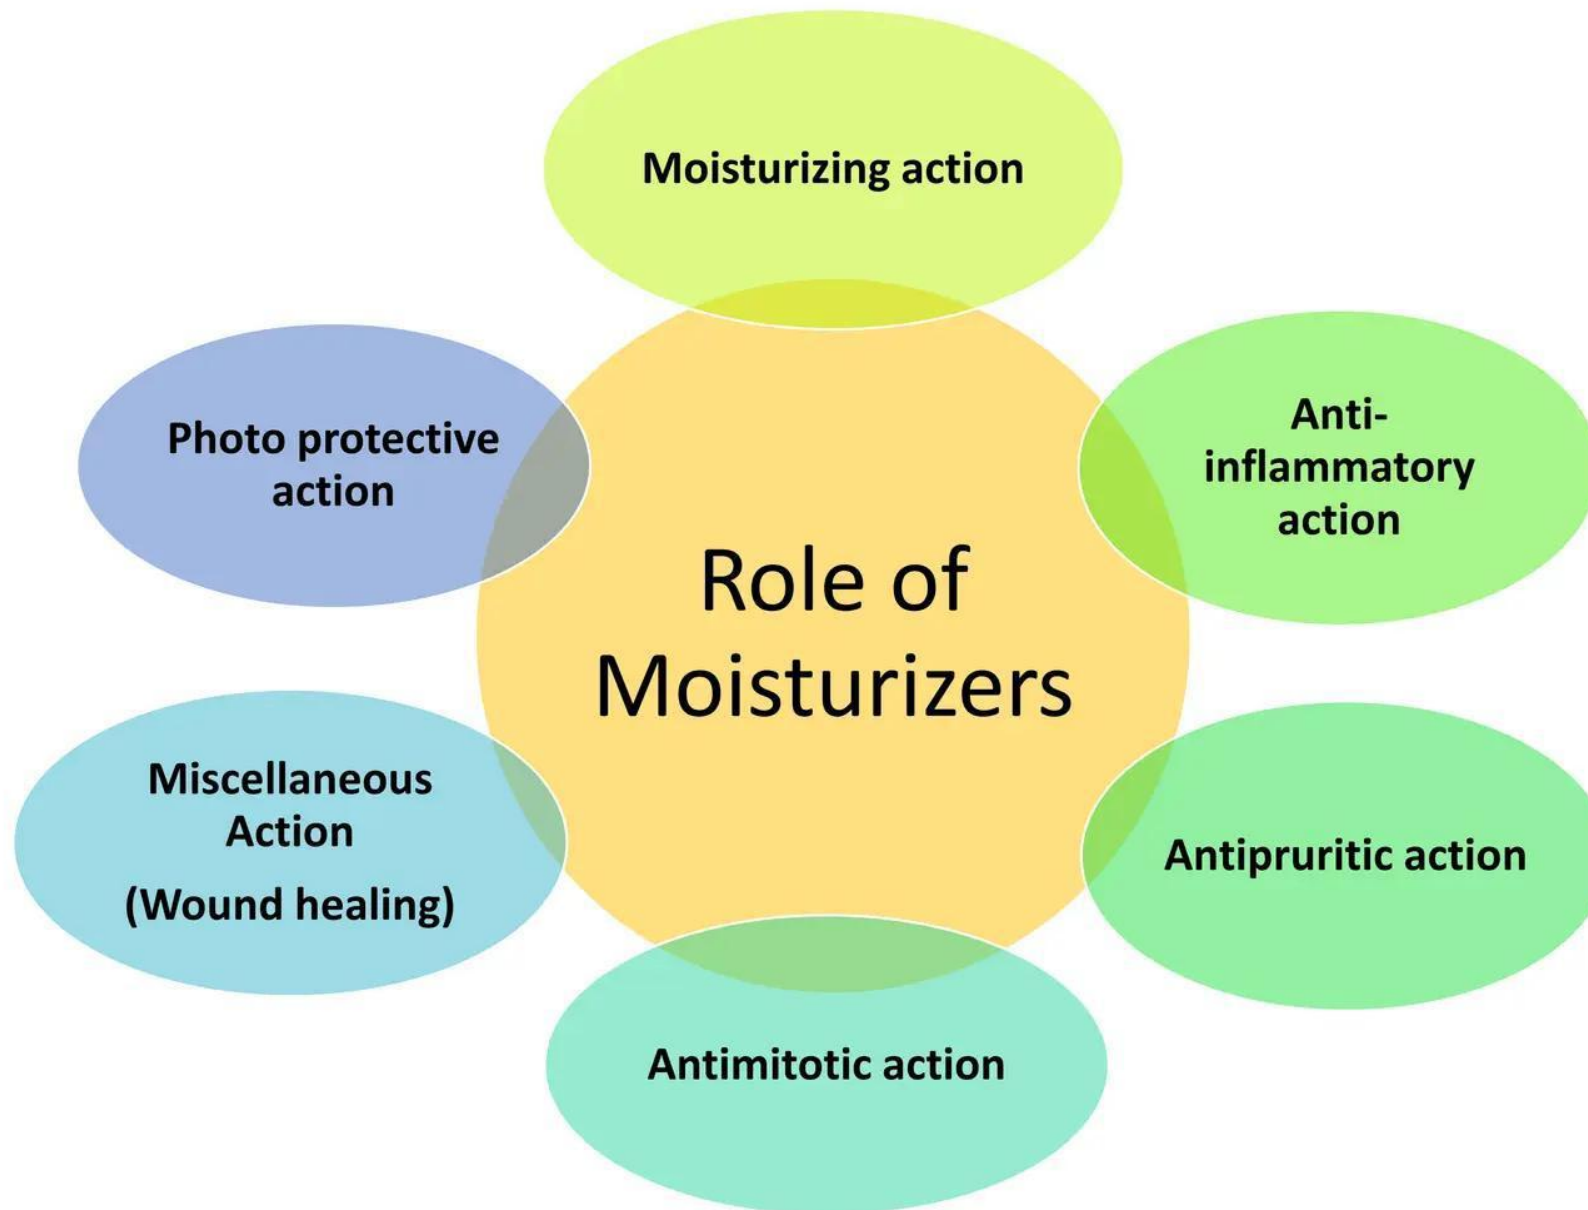 Moisturizing action
Anti-
inflammatory
action
Photo protective
action
Role of
Moisturizers
Miscellaneous
Action
(Wound healing)
Antipruritic action
Antimitotic action